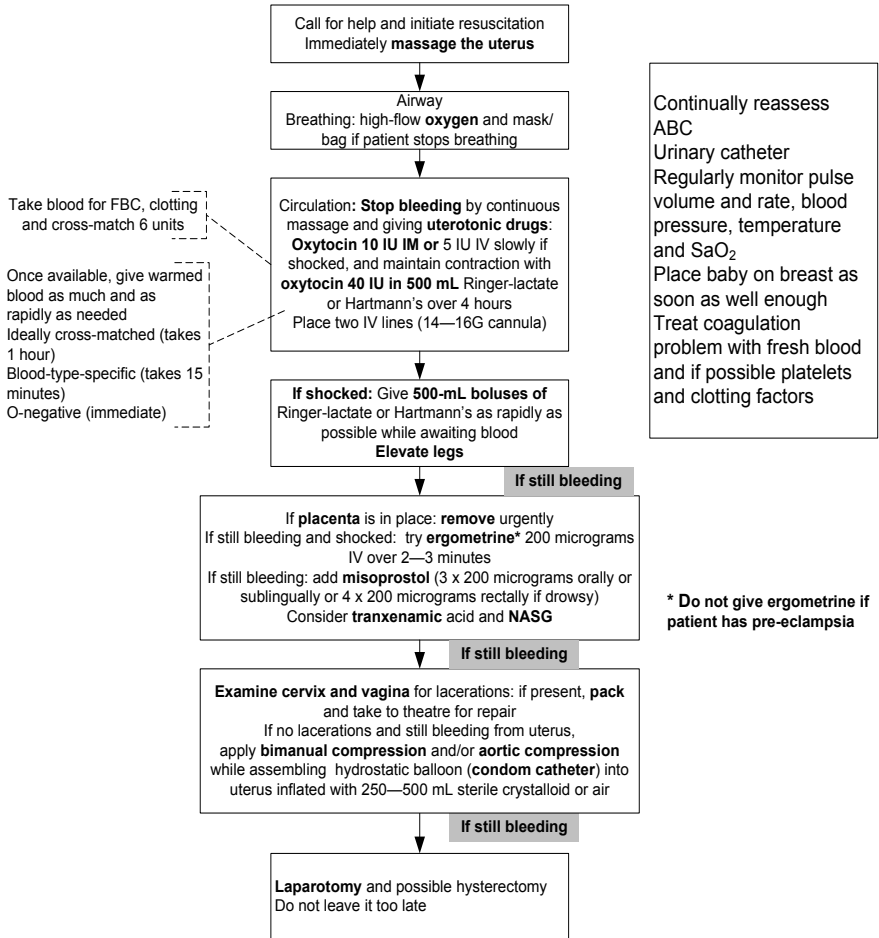 Call for help and initiate resuscitation
Immediately massage the uterus
Airway
Breathing: high-flow oxygen and mask/
bag if patient stops breathing
Take blood for FBC, clotting
and cross-match 6 units
Once available, give warmed
blood as much and as
rapidly as needed
Ideally cross-matched (takes
1 hour)
Blood-type-specific (takes 15
minutes)
O-negative (immediate)
Circulation: Stop bleeding by continuous
massage and giving uterotonic drugs:
Oxytocin 10 IU IM or 5 IU IV slowly if
shocked, and maintain contraction with
oxytocin 40 IU in 500 mL Ringer-lactate
or Hartmann's over 4 hours
Place two IV lines (14—16G cannula)
If shocked: Give 500-mL boluses of
Ringer-lactate or Hartmann's as rapidly as
possible while awaiting blood
Elevate legs
If still bleeding
If placenta is in place: remove urgently
If still bleeding and shocked: try ergometrine* 200 micrograms
IV over 2—3 minutes
If still bleeding: add misoprostol (3 x 200 micrograms orally or
sublingually or 4 x 200 micrograms rectally if drowsy)
Consider tranxenamic acid and NASG
If still bleeding
Examine cervix and vagina for lacerations: if present, pack
and take to theatre for repair
If no lacerations and still bleeding from uterus,
apply bimanual compression and/or aortic compression
while assembling hydrostatic balloon (condom catheter) into
uterus inflated with 250—500 mL sterile crystalloid or air
If still bleeding
Laparotomy and possible hysterectomy
Do not leave it too late
Continually reassess
ABC
Urinary catheter
Regularly monitor pulse
volume and rate, blood
pressure, temperature
and SaO₂
Place baby on breast as
soon as well enough
Treat coagulation
problem with fresh blood
and if possible platelets
and clotting factors
* Do not give ergometrine if
patient has pre-eclampsia